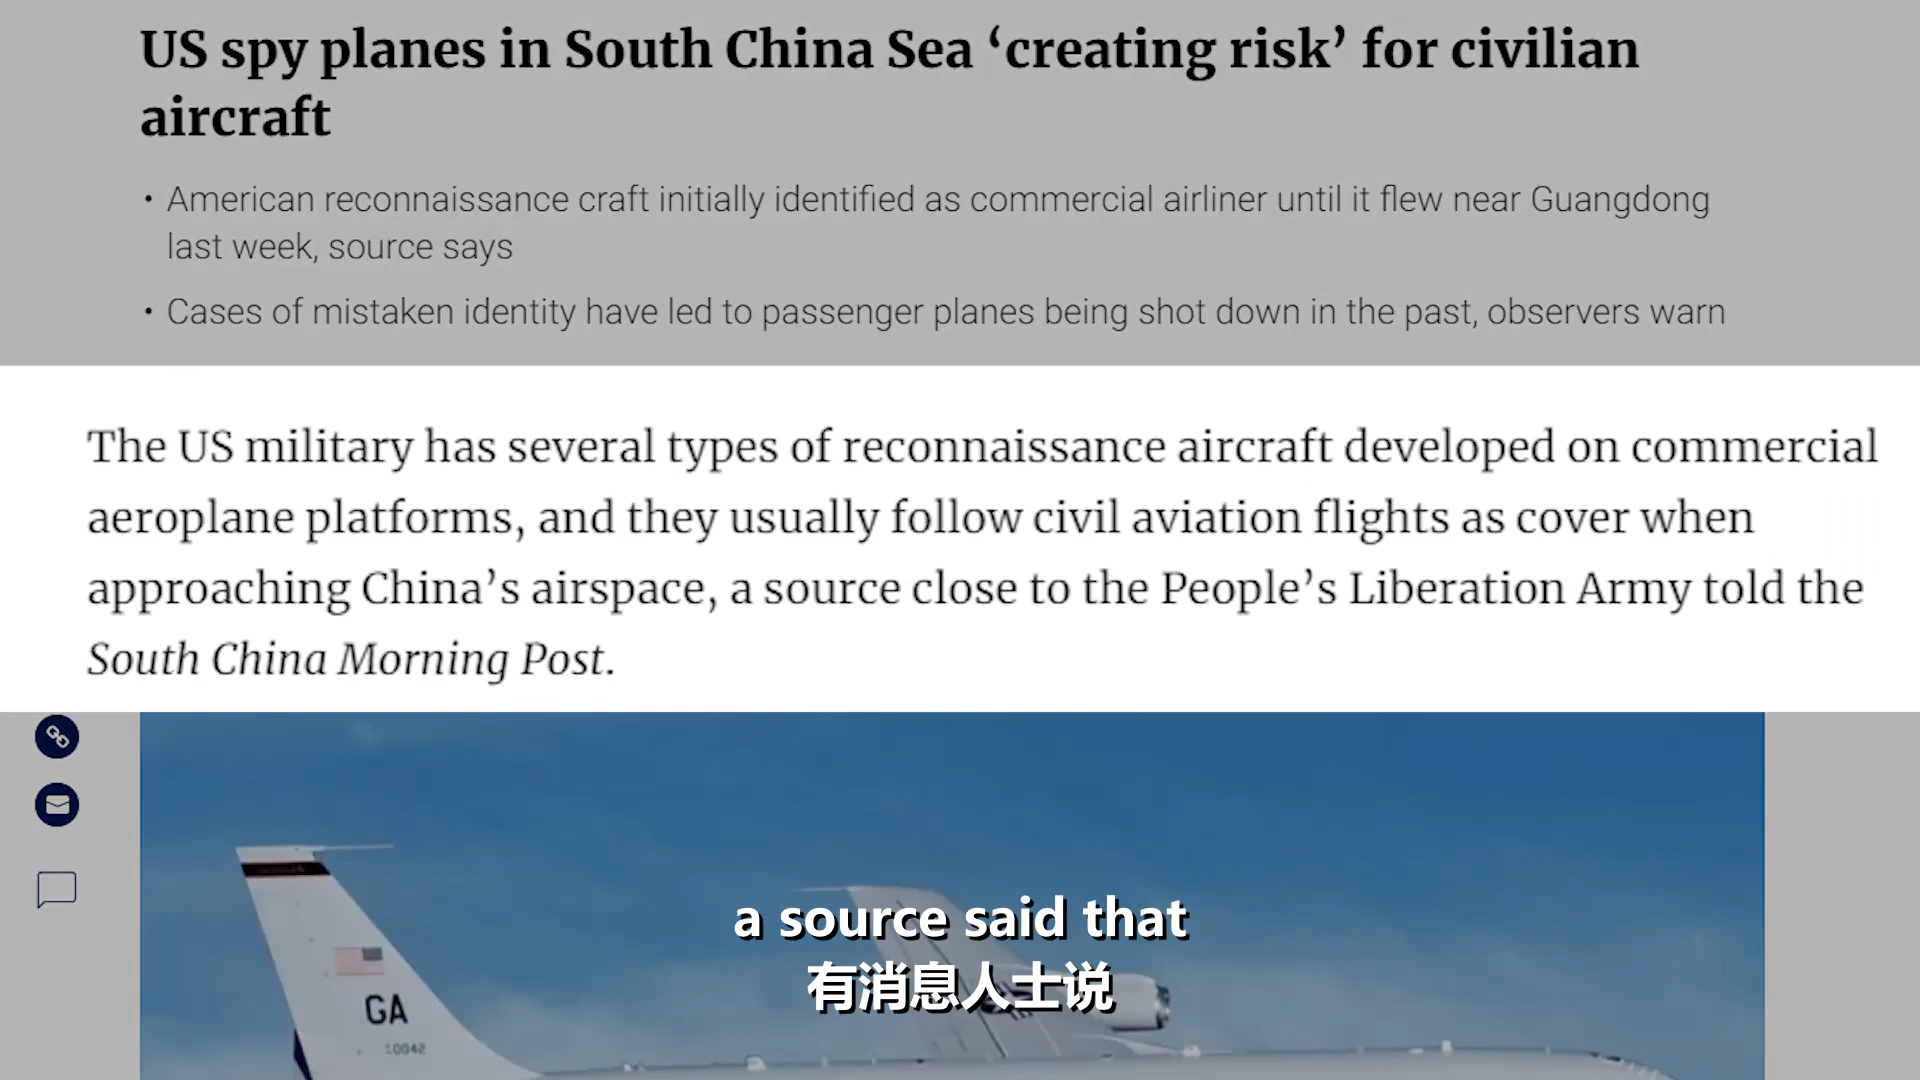 US spy planes in South China Sea ‘creating risk’ for civilian
aircraft
• American reconnaissance craft initially identified as commercial airliner until it flew near Guangdong
last week, source says
• Cases of mistaken identity have led to passenger planes being shot down in the past, observers warn
The US military has several types of reconnaissance aircraft developed on commercial
aeroplane platforms, and they usually follow civil aviation flights as cover when
approaching China’s airspace, a source close to the People’s Liberation Army told the
South China Morning Post.
GA
10042
a source said that
有消息人士说